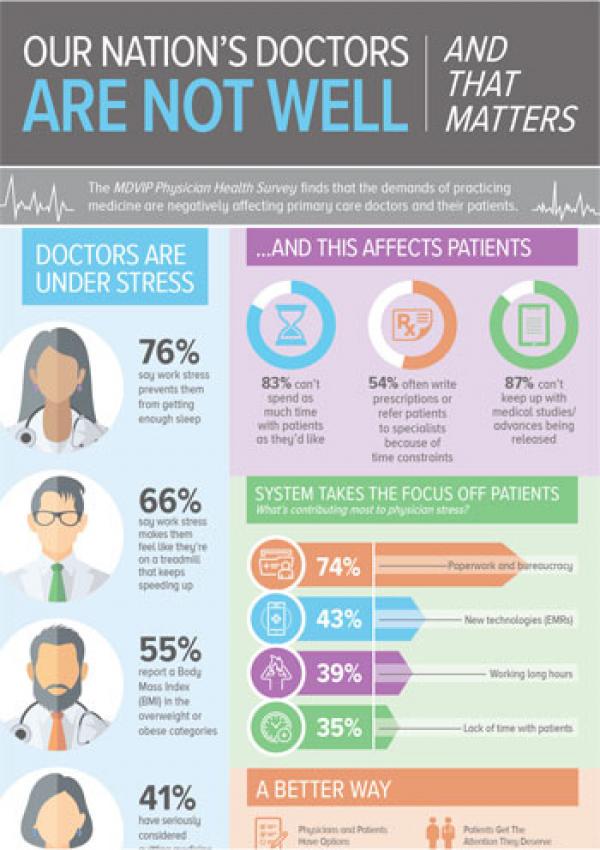 OUR NATION'S DOCTORS
ARE NOT WELL
AND
THAT
MATTERS
The MDVIP Physician Health Survey finds that the demands of practicing
medicine are negatively affecting primary care doctors and their patients.
DOCTORS ARE
UNDER STRESS
76%
say work stress
prevents them
from getting
enough sleep
66%
say work stress
makes them
feel like they're
on a treadmill
that keeps
speeding up
55%
report a Body
Mass Index
(BMI) in the
overweight or
obese categories
41%
have seriously
considered
...AND THIS AFFECTS PATIENTS
Rx
83% can't
spend as
much time
with patients
as they'd like
54% often write
prescriptions or
refer patients
to specialists
because of
time constraints
87% can't
keep up with
medical studies/
advances being
released
SYSTEM TAKES THE FOCUS OFF PATIENTS
What's contributing most to physician stress?
74%
Paperwork and bureaucracy
43%
New technologies (EMRs)
39%
Working long hours
35%
Lack of time with patients
A BETTER WAY
Physicians and Patients
Have Options
Patients Get The
Attention They Deserve